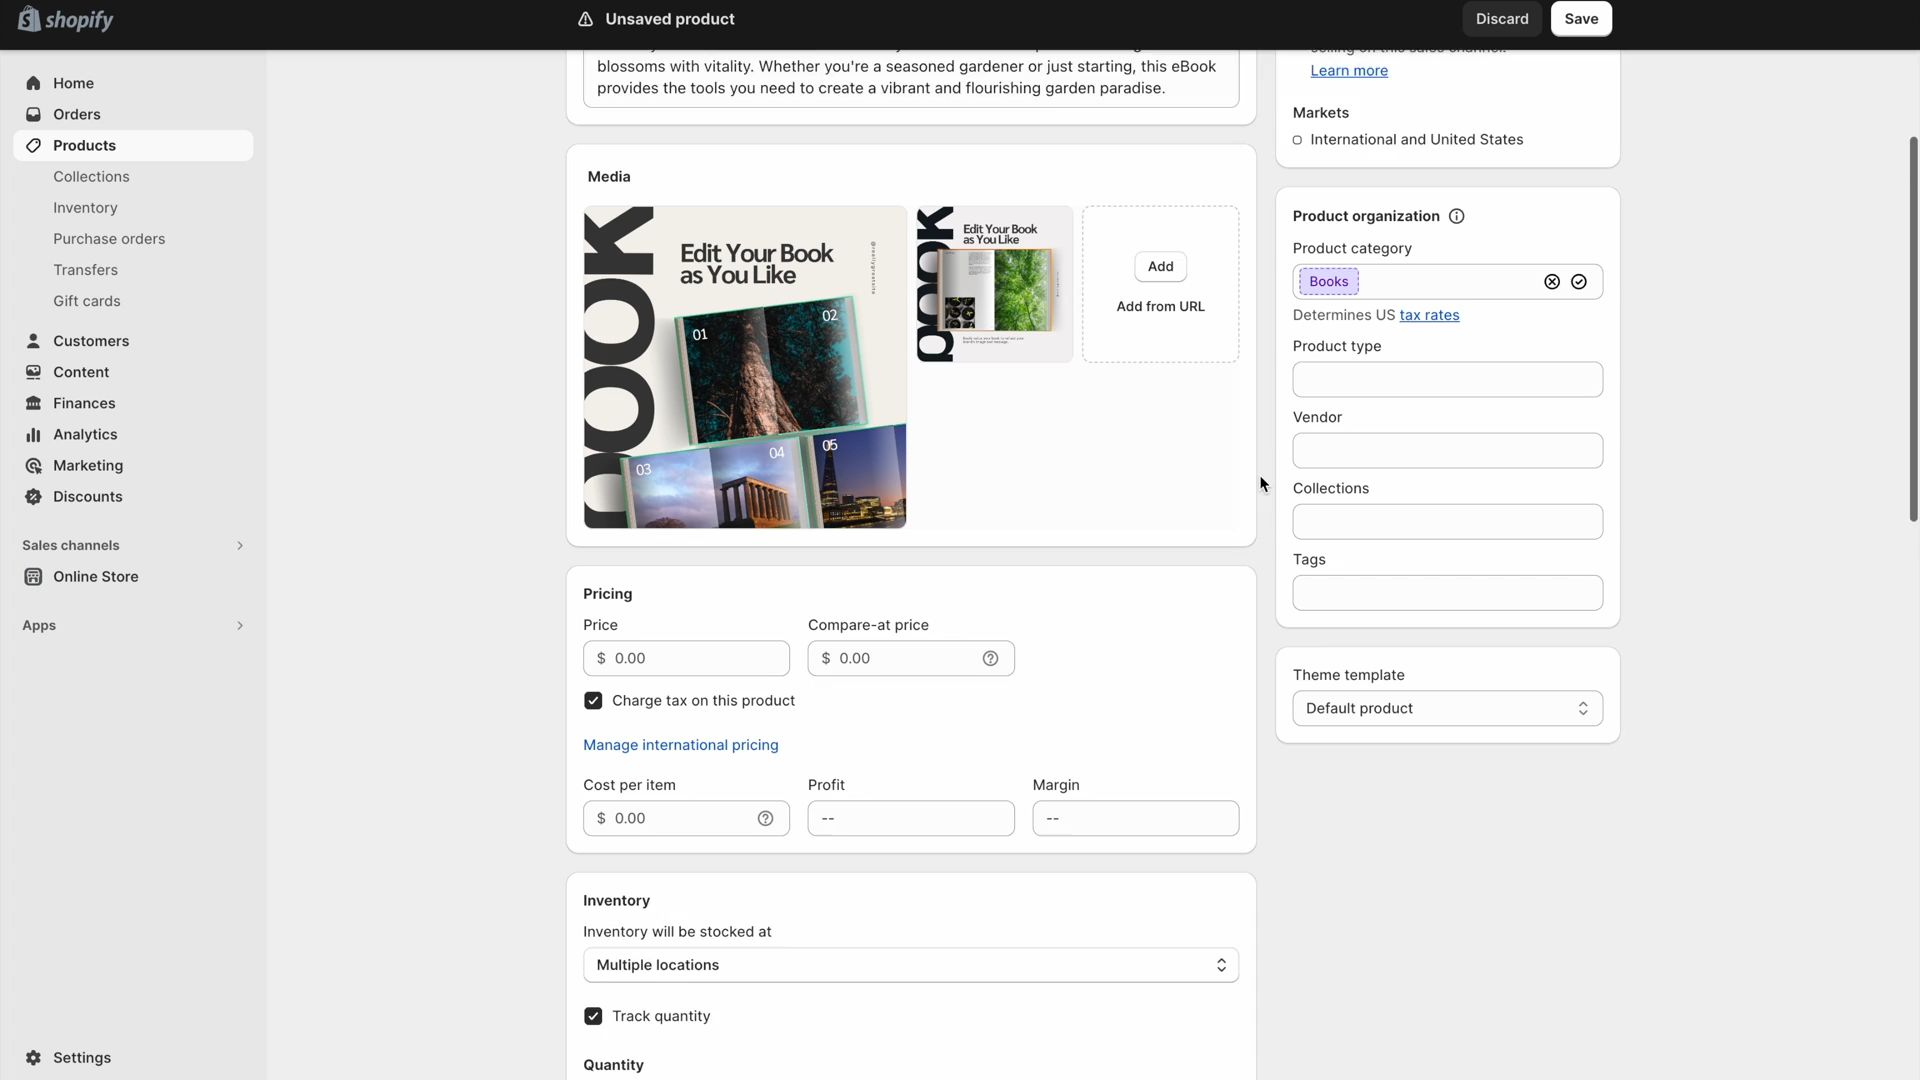 shopify
Unsaved product
Discard
Save
Home
Orders
Products
Collections
Inventory
Purchase orders
Transfers
Gift cards
Customers
Content
Finances
Analytics
Marketing
Discounts
Sales channels
Online Store
Apps
Settings
blossoms with vitality. Whether you're a seasoned gardener or just starting, this eBook
provides the tools you need to create a vibrant and flourishing garden paradise.
Media
Edit Your Book
as You Like
@reallygreatsite
01
02
03
04
05
Edit Your Book
as You Like
Add
Add from URL
Pricing
Price
Compare-at price
$ 0.00
$ 0.00
Charge tax on this product
Manage international pricing
Cost per item
Profit
Margin
$ 0.00
--
--
Inventory
Inventory will be stocked at
Multiple locations
Track quantity
Quantity
selling on this sales channel.
Learn more
Markets
International and United States
Product organization
Product category
Books
Determines US tax rates
Product type
Vendor
Collections
Tags
Theme template
Default product